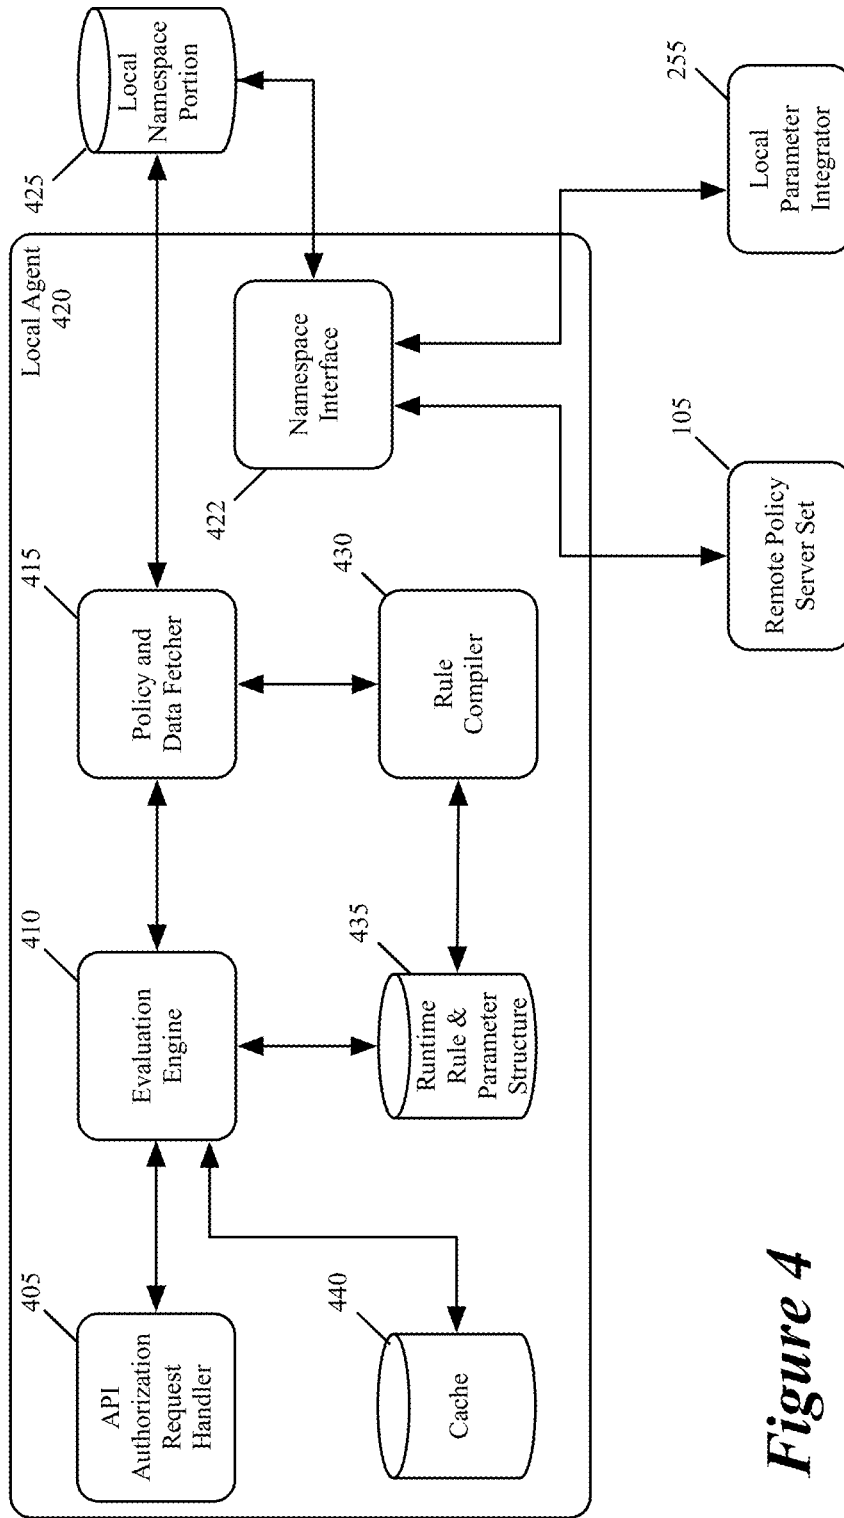 Local Agent
420
405
API
Authorization
Request
Handler
410
Evaluation
Engine
415
Policy and
Data Fetcher
425
Local
Namespace
Portion
440
Cache
435
Runtime
Rule &
Parameter
Structure
430
Rule
Compiler
422
Namespace
Interface
105
Remote Policy
Server Set
255
Local
Parameter
Integrator
Figure 4